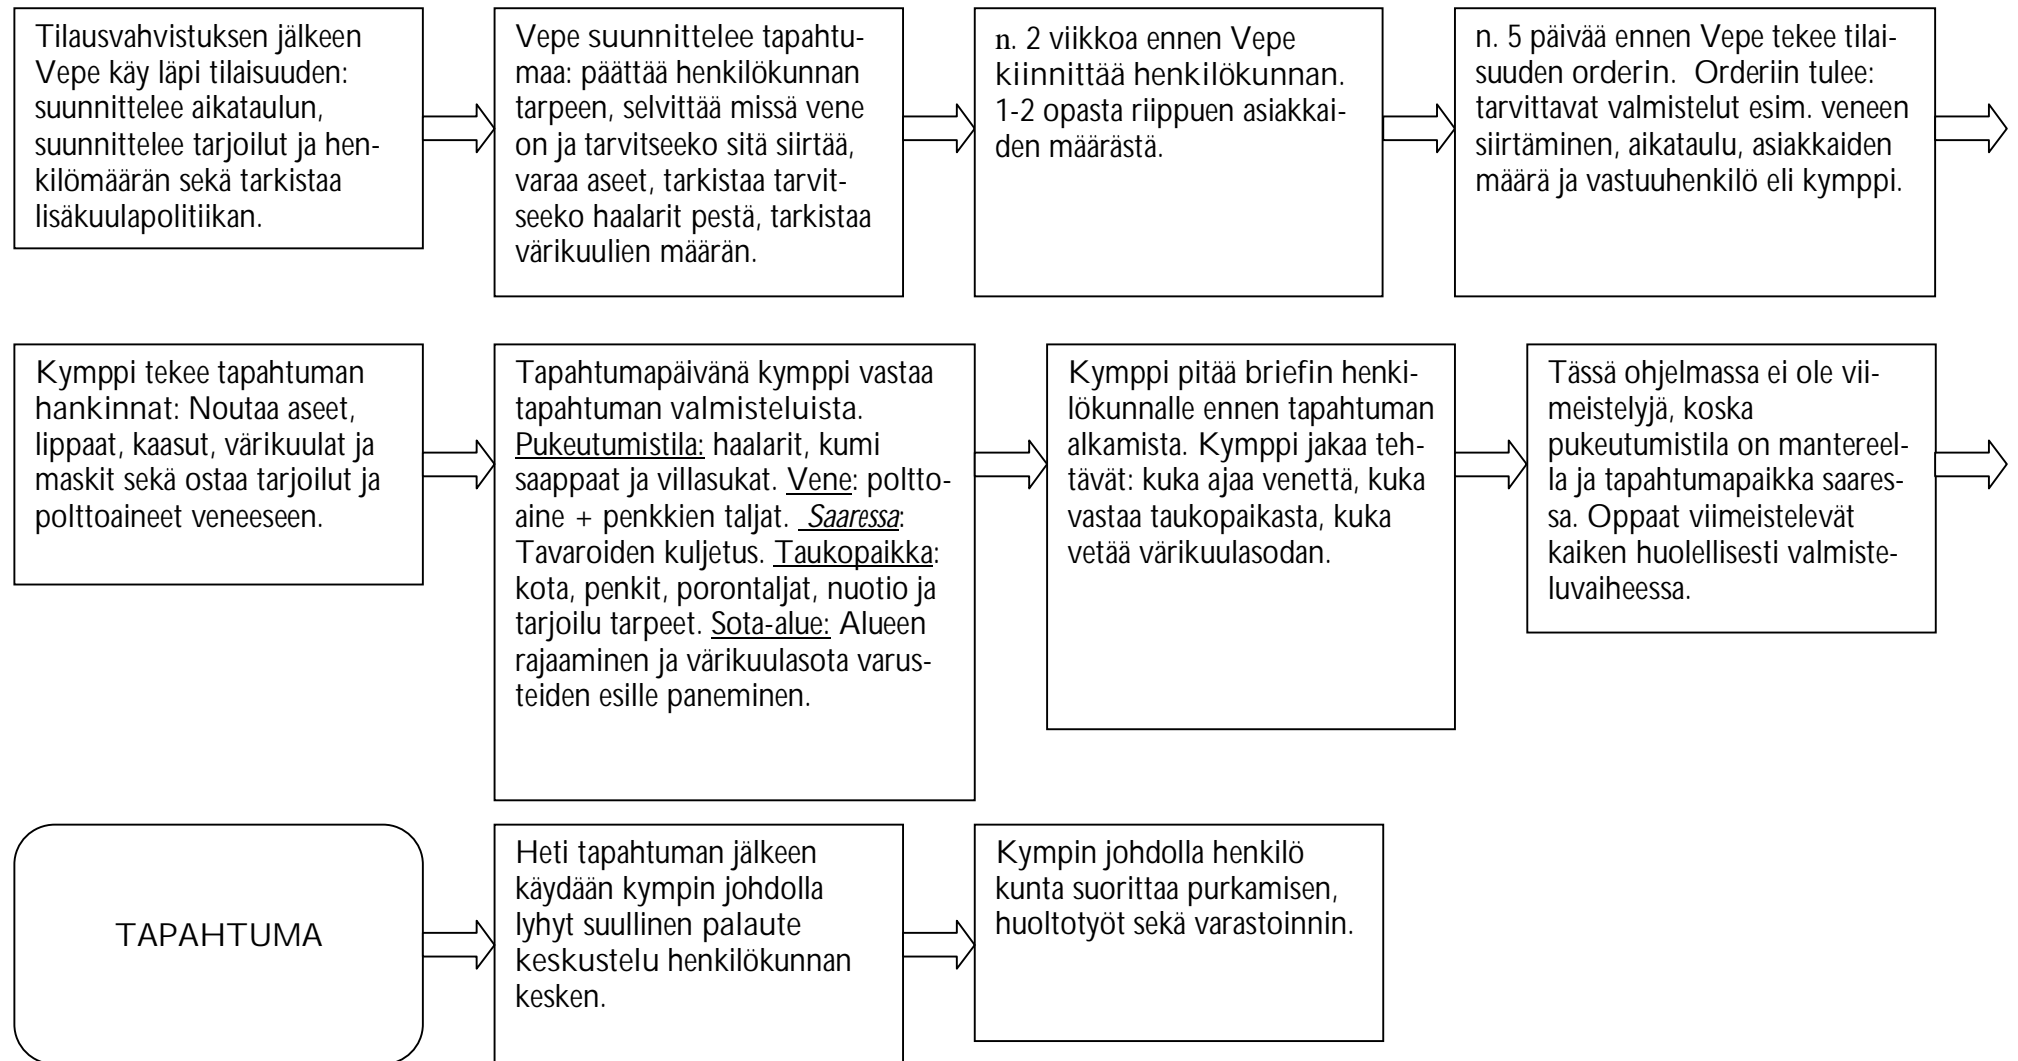 Tilausvahvistuksen jälkeen
Vepe käy läpi tilaisuuden:
suunnittelee aikataulun,
suunnittelee tarjoilut ja hen-
kilömäärän sekä tarkistaa
lisäkuulapolitiikan.
Vepe suunnittelee tapahtu-
maa: päättää henkilökunnan
tarpeen, selvittää missä vene
on ja tarvitseeko sitä siirtää,
varaa aseet, tarkistaa tarvit-
seeko haalarit pestä, tarkistaa
värikuulien määrän.
n. 2 viikkoa ennen Vepe
kiinnittää henkilökunnan.
1-2 opasta riippuen asiakkai-
den määrästä.
n. 5 päivää ennen Vepe tekee tilai-
suuden orderin. Orderiin tulee:
tarvittavat valmistelut esim. veneen
siirtäminen, aikataulu, asiakkaiden
määrä ja vastuuhenkilö eli kymppi.
Kymppi tekee tapahtuman
hankinnat: Noutaa aseet,
lippaat, kaasut, värikuulat ja
maskit sekä ostaa tarjoilut ja
polttoaineet veneeseen.
Tapahtumapäivänä kymppi vastaa
tapahtuman valmisteluista.
Pukeutumistila: haalarit, kumi
saappaat ja villasukat. Vene: poltto-
aine + penkkien taljat. Saaressa:
Tavaroiden kuljetus. Taukopaikka:
kota, penkit, porontaljat, nuotio ja
tarjoilu tarpeet. Sota-alue: Alueen
rajaaminen ja värikuulasota varus-
teiden esille paneminen.
Kymppi pitää briefin henki-
lökunnalle ennen tapahtuman
alkamista. Kymppi jakaa teh-
tävät: kuka ajaa venettä, kuka
vastaa taukopaikasta, kuka
vetää värikuulasodan.
Tässä ohjelmassa ei ole vii-
meistelyjä, koska
pukeutumistila on mantereel-
la ja tapahtumapaikka saares-
sa. Oppaat viimeistelevät
kaiken huolellisesti valmiste-
luvaiheessa.
TAPAHTUMA
Heti tapahtuman jälkeen
käydään kympin johdolla
lyhyt suullinen palaute
keskustelu henkilökunnan
kesken.
Kympin johdolla henkilö
kunta suorittaa purkamisen,
huoltotyöt sekä varastoinnin.